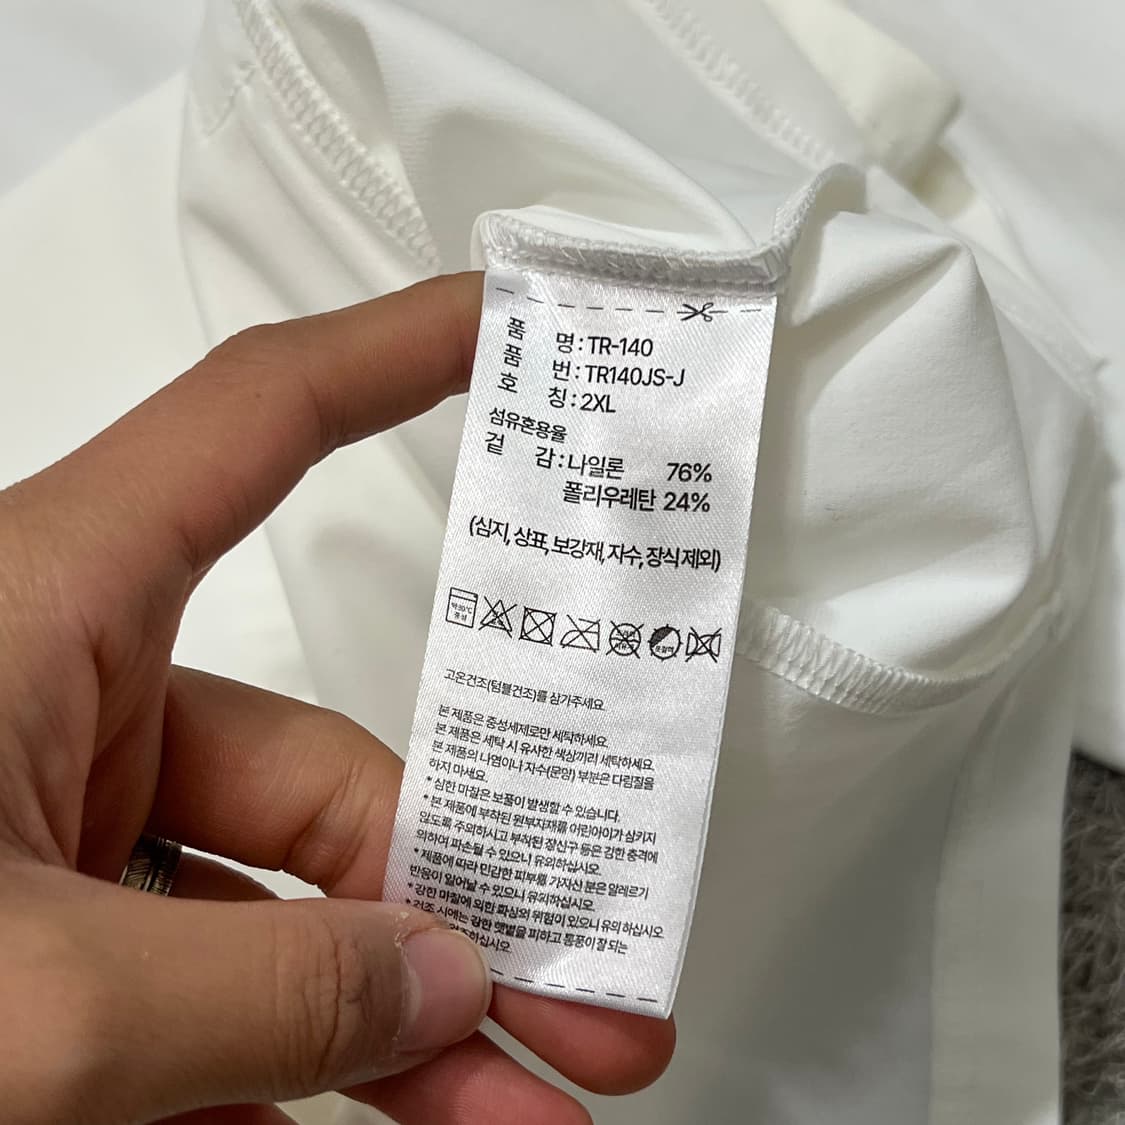 품 명 : TR-140
품 번 : TR140JS-J
호 칭 : 2XL
섬유혼용율
겉 감 : 나일론 76%
폴리우레탄 24%
(심지, 상표, 보강재, 자수, 장식 제외)
약30℃ 중성
고온건조(텀블건조)를 삼가주세요.
본 제품은 중성세제로만 세탁하세요.
본 제품은 세탁 시 유사한 색상끼리 세탁하세요.
본 제품의 나염이나 자수(문양) 부분은 다림질을
하지 마세요.
* 심한 마찰은 보풀이 발생할 수 있습니다.
* 본 제품에 부착된 원부자재를 어린아이가 삼키지
않도록 주의하시고 부착된 장신구 등은 강한 충격에
의하여 파손될 수 있으니 유의하십시오.
* 제품에 따라 민감한 피부를 가지신 분은 알레르기
반응이 일어날 수 있으니 유의하십시오.
* 강한 마찰에 의한 화상의 위험이 있으니 유의 하십시오.
* 건조 시에는 강한 햇볕을 피하고 통풍이 잘 되는
건조하십시오.